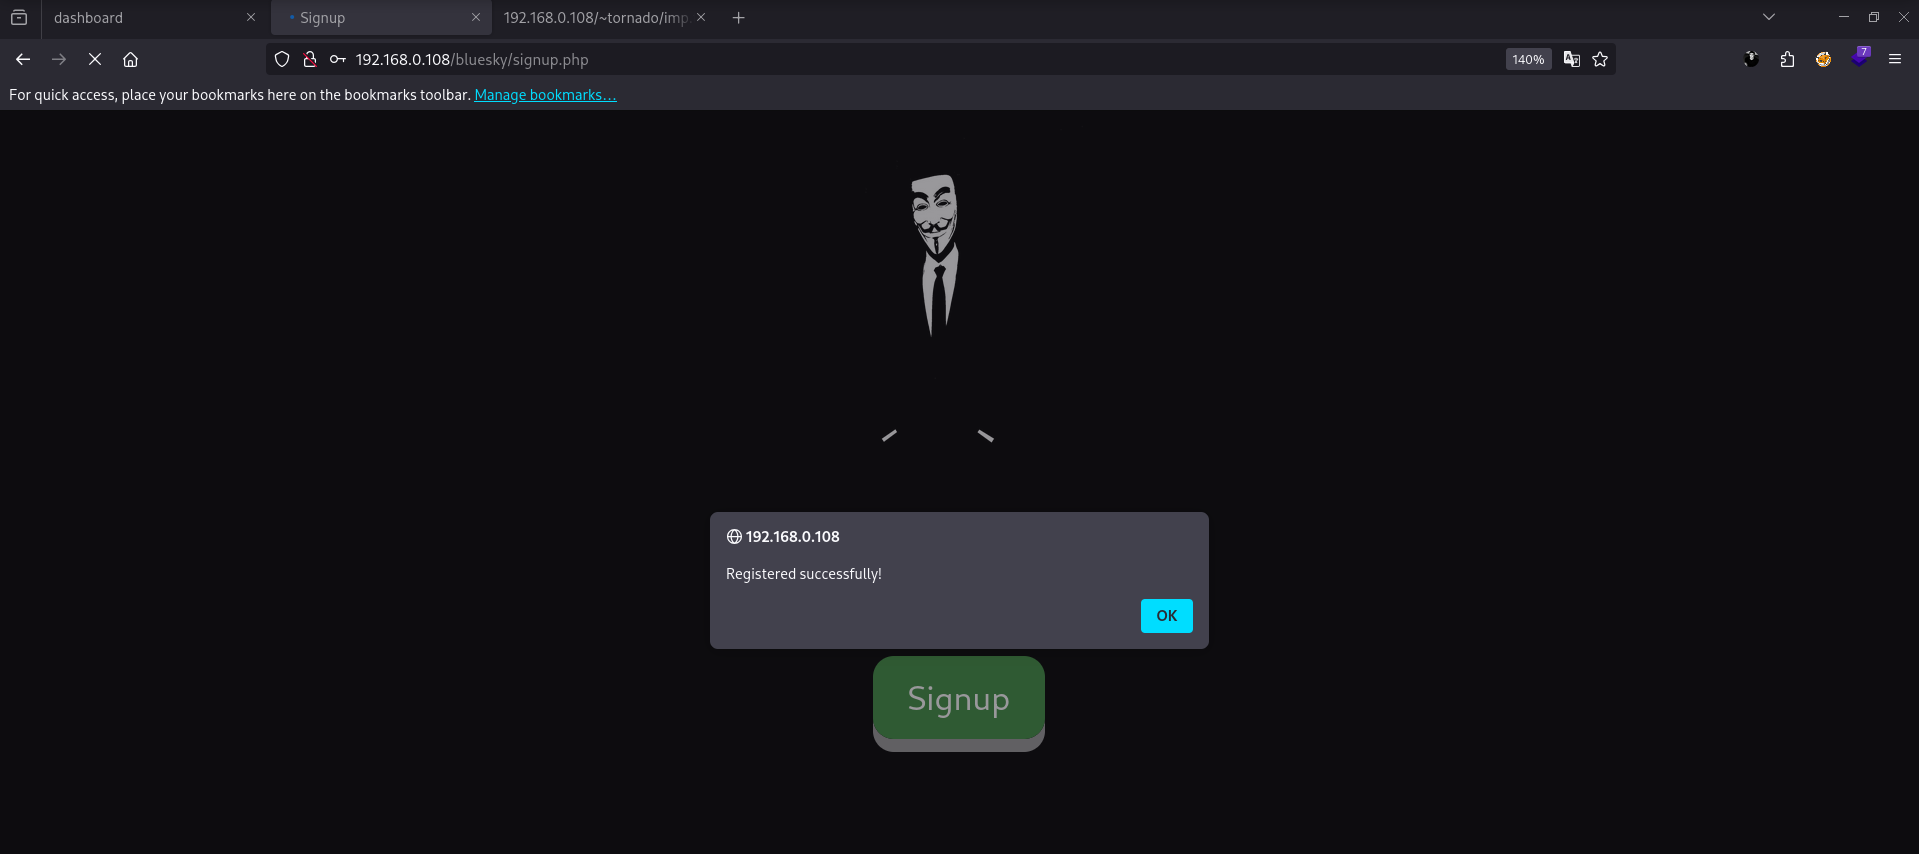 dashboard
Signup
192.168.0.108/~tornado/imp
192.168.0.108/bluesky/signup.php
140%
7
For quick access, place your bookmarks here on the bookmarks toolbar. Manage bookmarks…
192.168.0.108
Registered successfully!
OK
Signup